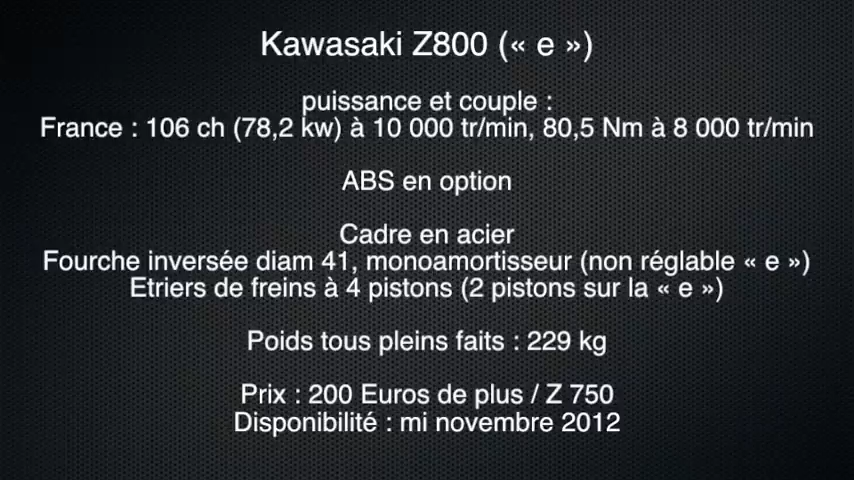 Kawasaki Z800 (« e »)
puissance et couple :
France : 106 ch (78,2 kw) à 10 000 tr/min, 80,5 Nm à 8 000 tr/min
ABS en option
Cadre en acier
Fourche inversée diam 41, monoamortisseur (non réglable « e »)
Etriers de freins à 4 pistons (2 pistons sur la « e »)
Poids tous pleins faits : 229 kg
Prix : 200 Euros de plus / Z 750
Disponibilité : mi novembre 2012